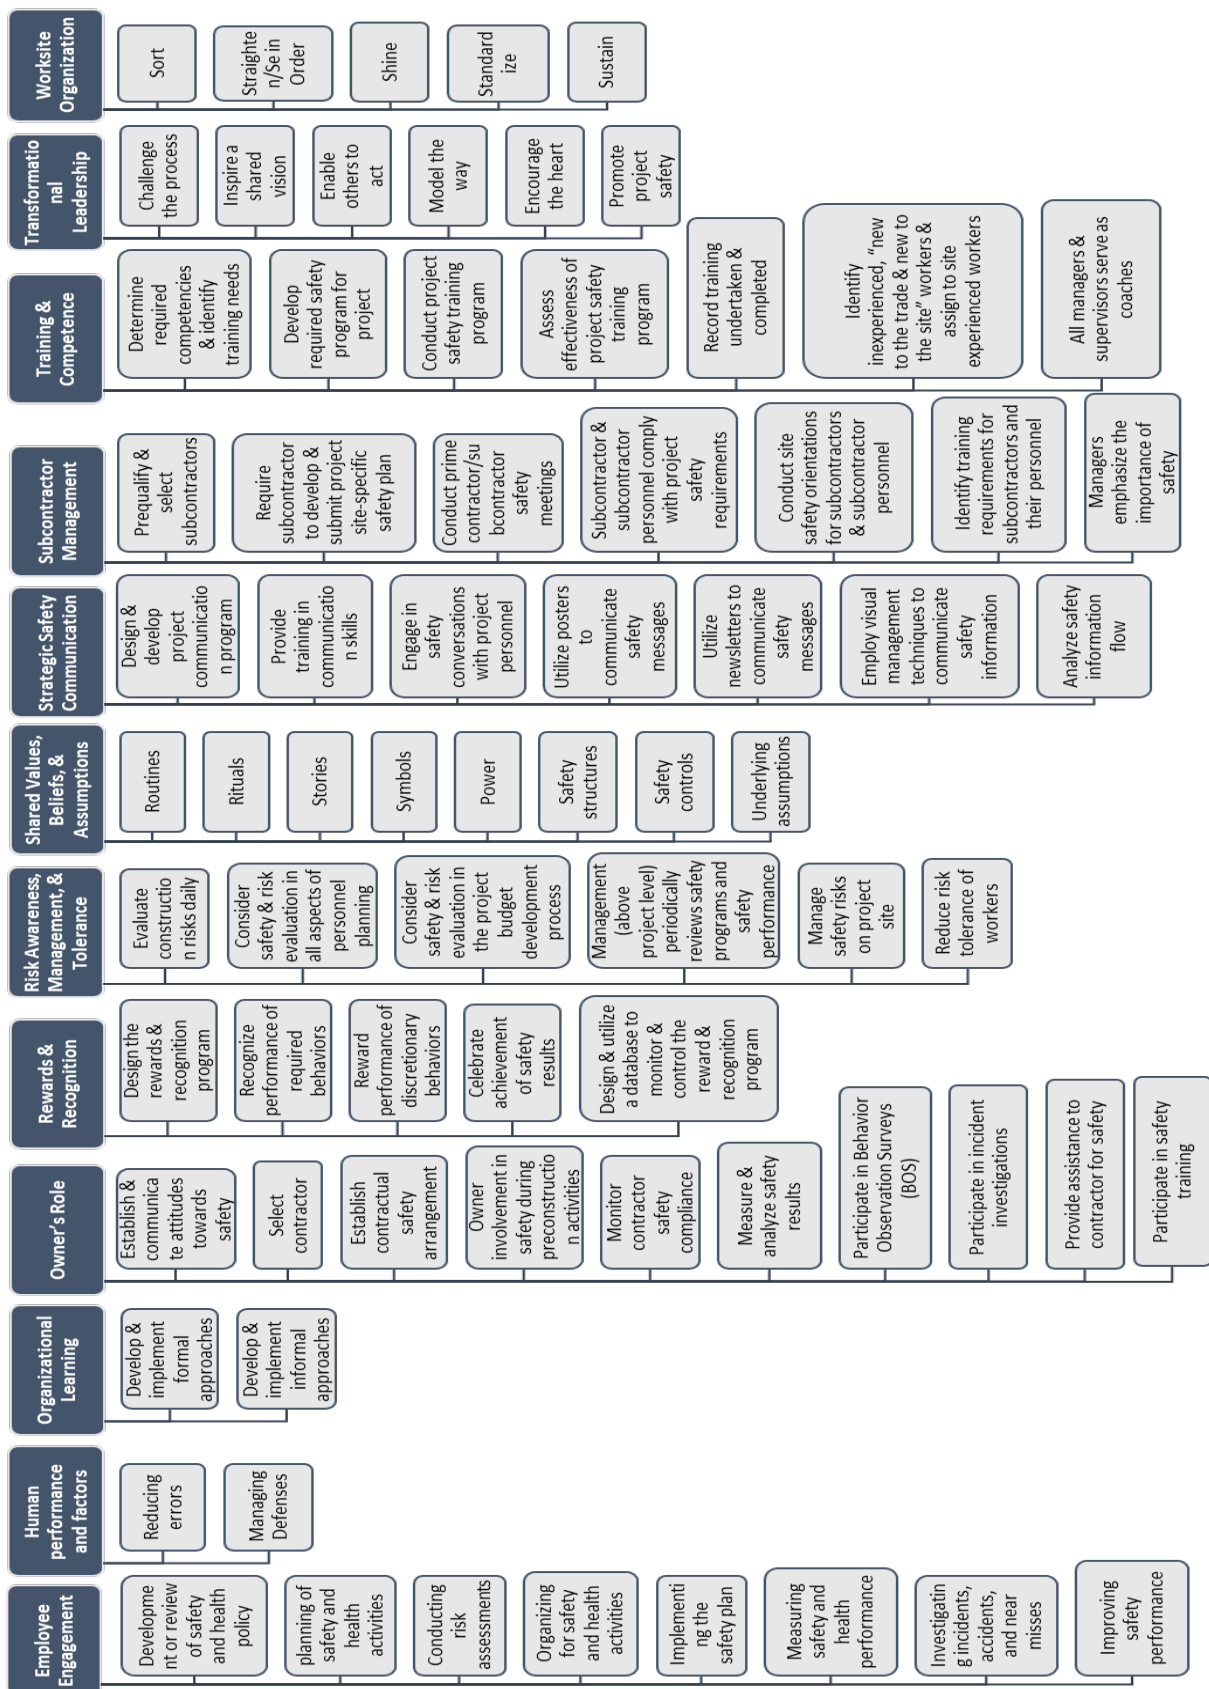 Employee
Engagement
Developme
nt or review
of safety
and health
policy
planning of
safety and
health
activities
Conducting
risk
assessments
Organizing
for safety
and health
activities
Implementi
ng the
safety plan
Measuring
safety and
health
performance
Investigatin
g incidents,
accidents,
and near
misses
Improving
safety
performance
Human
performance
and factors
Reducing
errors
Managing
Defenses
Organizational
Learning
Develop &
implement
formal
approaches
Develop &
implement
informal
approaches
Owner's Role
Establish &
communica
te attitudes
towards
safety
Select
contractor
Establish
contractual
safety
arrangement
Owner
involvement in
safety during
preconstructio
n activities
Monitor
contractor
safety
compliance
Measure &
analyze safety
results
Participate in Behavior
Observation Surveys
(BOS)
Participate in incident
investigations
Provide assistance to
contractor for safety
Participate in safety
training
Rewards &
Recognition
Design the
rewards &
recognition
program
Recognize
performance of
required
behaviors
Reward
performance of
discretionary
behaviors
Celebrate
achievement
of safety
results
Design & utilize
a database to
monitor &
control the
reward &
recognition
program
Risk Awareness,
Management, &
Tolerance
Evaluate
constructio
n risks daily
Consider
safety & risk
evaluation in
all aspects of
personnel
planning
Consider
safety & risk
evaluation in
the project
budget
development
process
Management
(above
project level)
periodically
reviews safety
programs and
safety
performance
Manage
safety risks
on project
site
Reduce risk
tolerance of
workers
Shared Values,
Beliefs, &
Assumptions
Routines
Rituals
Stories
Symbols
Power
Safety
structures
Safety
controls
Underlying
assumptions
Strategic Safety
Communication
Design &
develop
project
communicatio
n program
Provide
training in
communicatio
n skills
Engage in
safety
conversations
with project
personnel
Utilize posters
to
communicate
safety
messages
Utilize
newsletters to
communicate
safety
messages
Employ visual
management
techniques to
communicate
safety
information
Analyze safety
information
flow
Subcontractor
Management
Prequalify &
select
subcontractors
Require
subcontractor
to develop &
submit project
site-specific
safety plan
Conduct prime
contractor/su
bcontractor
safety
meetings
Subcontractor &
subcontractor
personnel comply
with project
safety
requirements
Conduct site
safety orientations
for subcontractors
& subcontractor
personnel
Identify training
requirements for
subcontractors and
their personnel
Managers
emphasize the
importance of
safety
Training &
Competence
Determine
required
competencies
& identify
training needs
Develop
required safety
program for
project
Conduct project
safety training
program
Assess
effectiveness of
project safety
training
program
Record training
undertaken &
completed
Identify
inexperienced, "new
to the trade & new to
the site" workers &
assign to site
experienced workers
All managers &
supervisors serve as
coaches
Transformatio
nal
Leadership
Challenge
the process
Inspire a
shared
vision
Enable
others to
act
Model the
way
Encourage
the heart
Promote
project
safety
Worksite
Organization
Sort
Straighte
n/Se in
Order
Shine
Standard
ize
Sustain